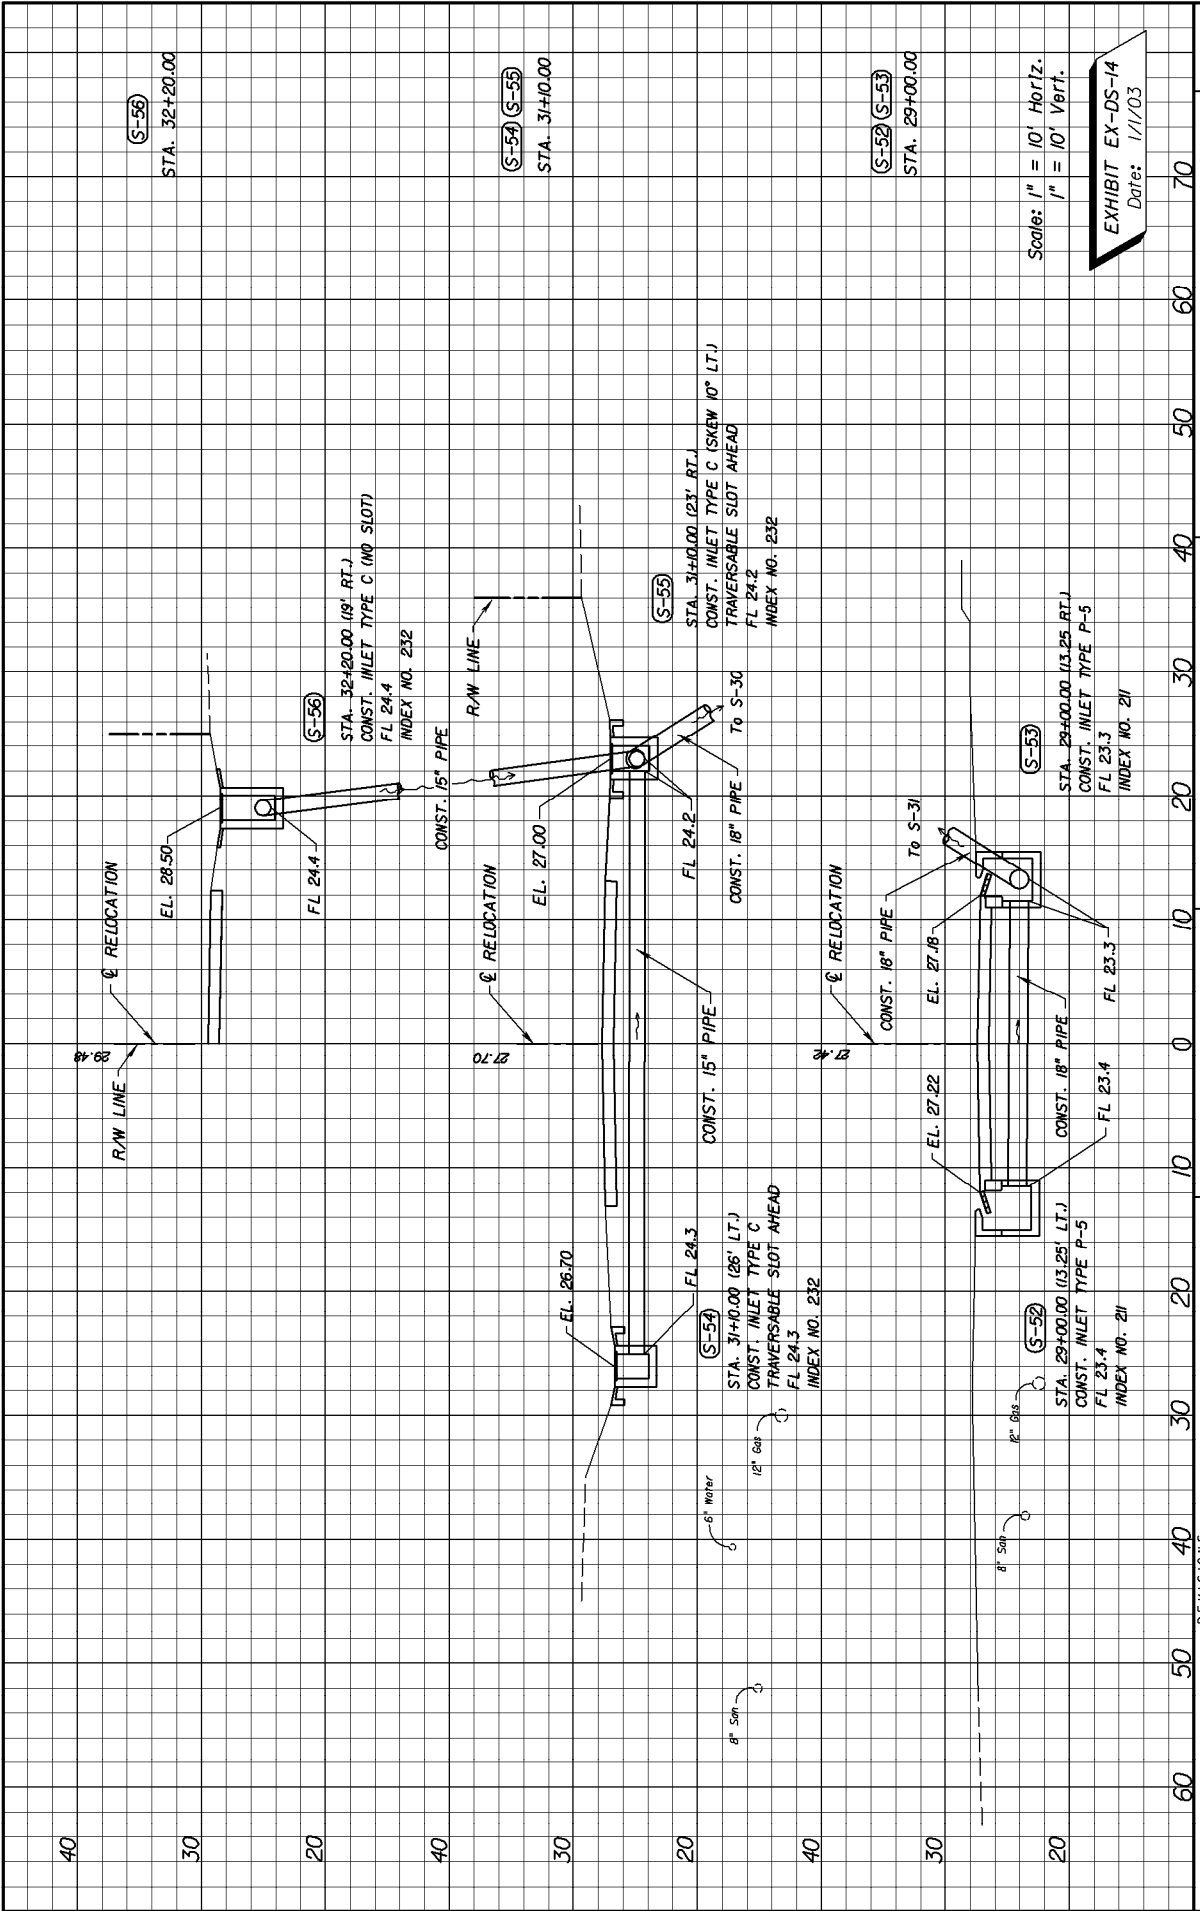 40
30
20
℄ RELOCATION
R/W LINE
29.48
EL. 28.50
FL 24.4
S-56
STA. 32+20.00 (19' RT.)
CONST. INLET TYPE C (NO SLOT)
FL 24.4
INDEX NO. 232
S-56
STA. 32+20.00
CONST. 15" PIPE
40
30
20
R/W LINE
℄ RELOCATION
27.70
EL. 27.00
EL. 26.70
FL 24.3
FL 24.2
CONST. 15" PIPE
CONST. 18" PIPE
To S-30
S-54
STA. 31+10.00 (26' LT.)
CONST. INLET TYPE C
TRAVERSABLE SLOT AHEAD
FL 24.3
INDEX NO. 232
S-55
STA. 31+10.00 (23' RT.)
CONST. INLET TYPE C (SKEW 10° LT.)
TRAVERSABLE SLOT AHEAD
FL 24.2
INDEX NO. 232
S-54 S-55
STA. 31+10.00
8" San
6" Water
12" Gas
40
30
20
℄ RELOCATION
27.42
CONST. 18" PIPE
To S-31
EL. 27.22
EL. 27.18
CONST. 18" PIPE
FL 23.4
FL 23.3
8" San
12" Gas
S-52
STA. 29+00.00 (13.25' LT.)
CONST. INLET TYPE P-5
FL 23.4
INDEX NO. 211
S-53
STA. 29+00.00 (13.25 RT.)
CONST. INLET TYPE P-5
FL 23.3
INDEX NO. 211
S-52 S-53
STA. 29+00.00
Scale: 1" = 10' Horiz.
1" = 10' Vert.
EXHIBIT EX-DS-14
Date: 1/1/03
60 50 40 30 20 10 0 10 20 30 40 50 60 70